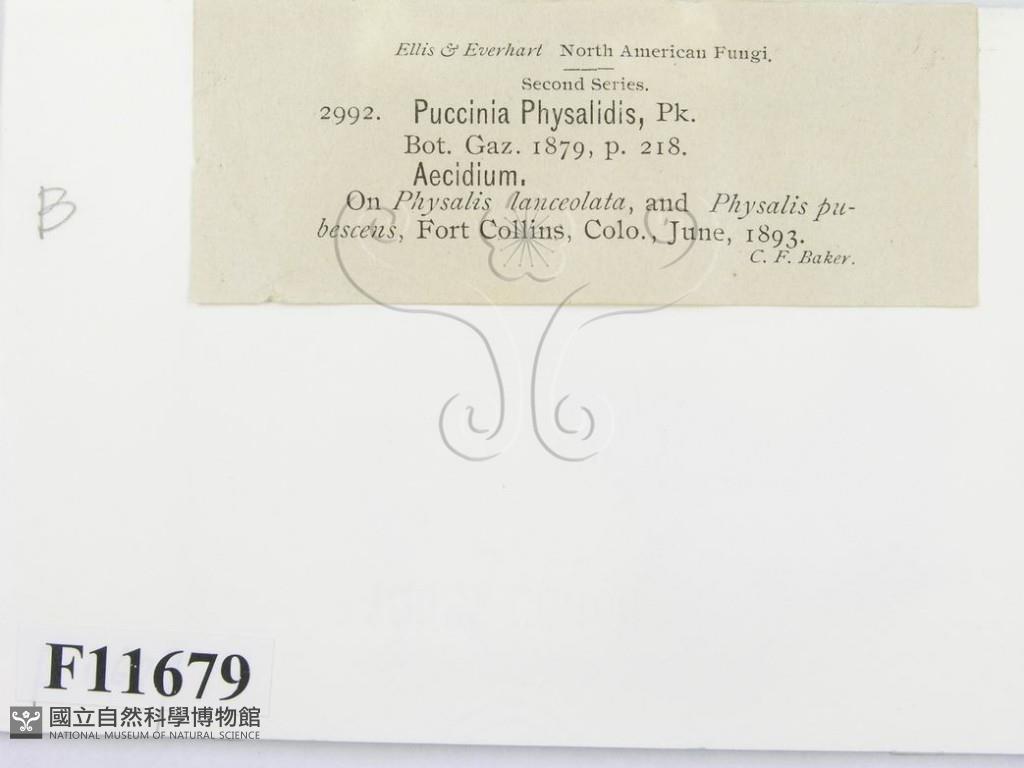 Ellis & Everhart North American Fungi.
Second Series.
2992. Puccinia Physalidis, Pk.
Bot. Gaz. 1879, p. 218.
Aecidium.
On Physalis lanceolata, and Physalis pu-
bescens, Fort Collins, Colo., June, 1893.
C. F. Baker.
B
F11679
國立自然科學博物館
NATIONAL MUSEUM OF NATURAL SCIENCE